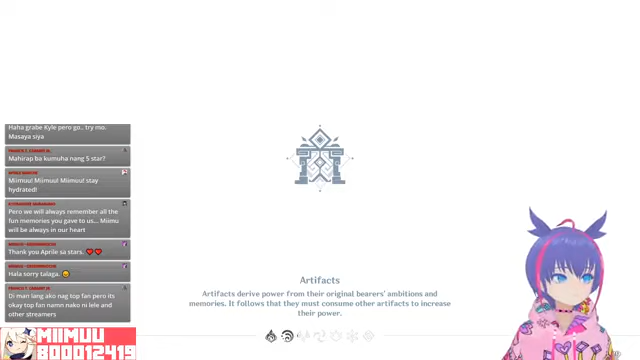 Haha grabe Kyle pero go.. try mo.
Masaya siya
Mahirap ba kumuha nang 5 star?
Miimuu! Miimuu! Miimuu! stay
hydrated!
Pero we will always remember all the
fun memories you gave to us... Miimu
will be always in our heart
Thank you Aprile sa stars.
Hala sorry talaga.
Di man lang ako nag top fan pero its
okay top fan namn nako ni lele and
other streamers
Artifacts
Artifacts derive power from their original bearers' ambitions and
memories. It follows that they must consume other artifacts to increase
their power.
MIIMUU
800012419